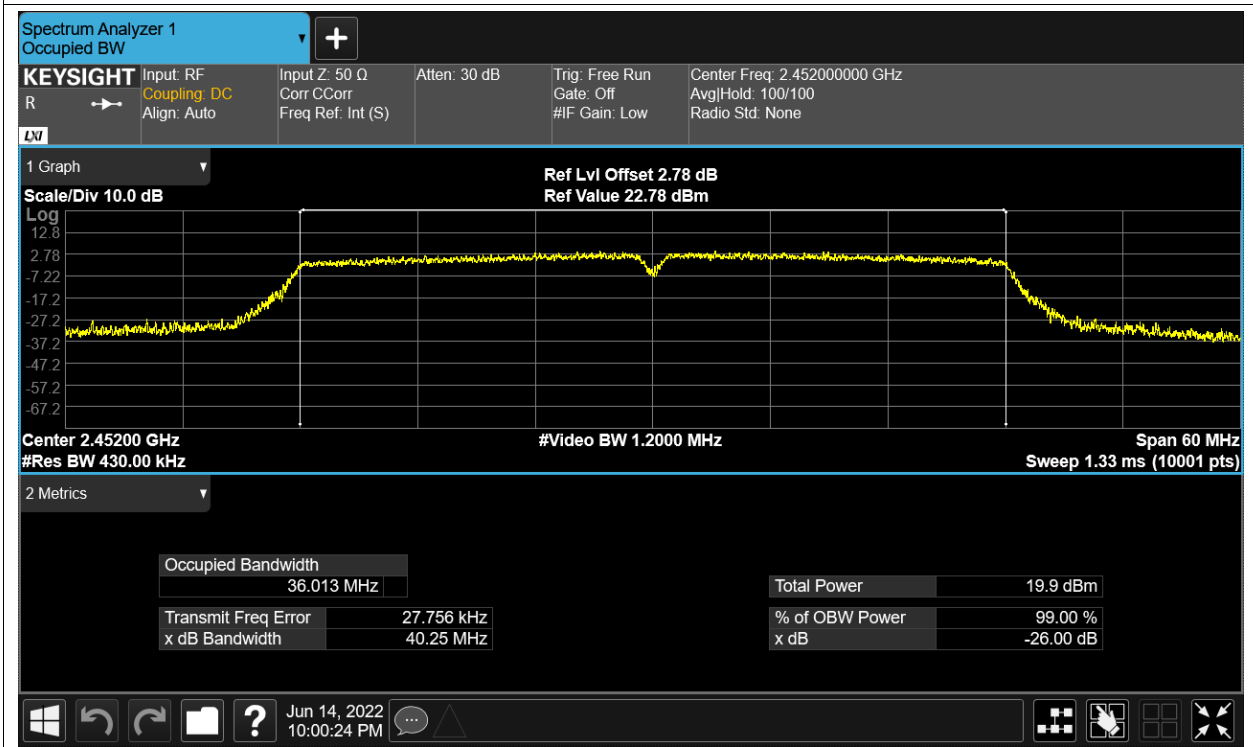 Spectrum Analyzer 1
Occupied BW
KEYSIGHT Input: RF Input Z: 50 Ω Atten: 30 dB Trig: Free Run Center Freq: 2.452000000 GHz
R Coupling: DC Corr CCorr Gate: Off Avg|Hold: 100/100
Align: Auto Freq Ref: Int (S) #IF Gain: Low Radio Std: None
LXI
1 Graph Ref Lvl Offset 2.78 dB
Scale/Div 10.0 dB Ref Value 22.78 dBm
Log
12.8
2.78
-7.22
-17.2
-27.2
-37.2
-47.2
-57.2
-67.2
Center 2.45200 GHz #Video BW 1.2000 MHz Span 60 MHz
#Res BW 430.00 kHz Sweep 1.33 ms (10001 pts)
2 Metrics
Occupied Bandwidth
36.013 MHz Total Power 19.9 dBm
Transmit Freq Error 27.756 kHz % of OBW Power 99.00 %
x dB Bandwidth 40.25 MHz x dB -26.00 dB
? Jun 14, 2022
10:00:24 PM